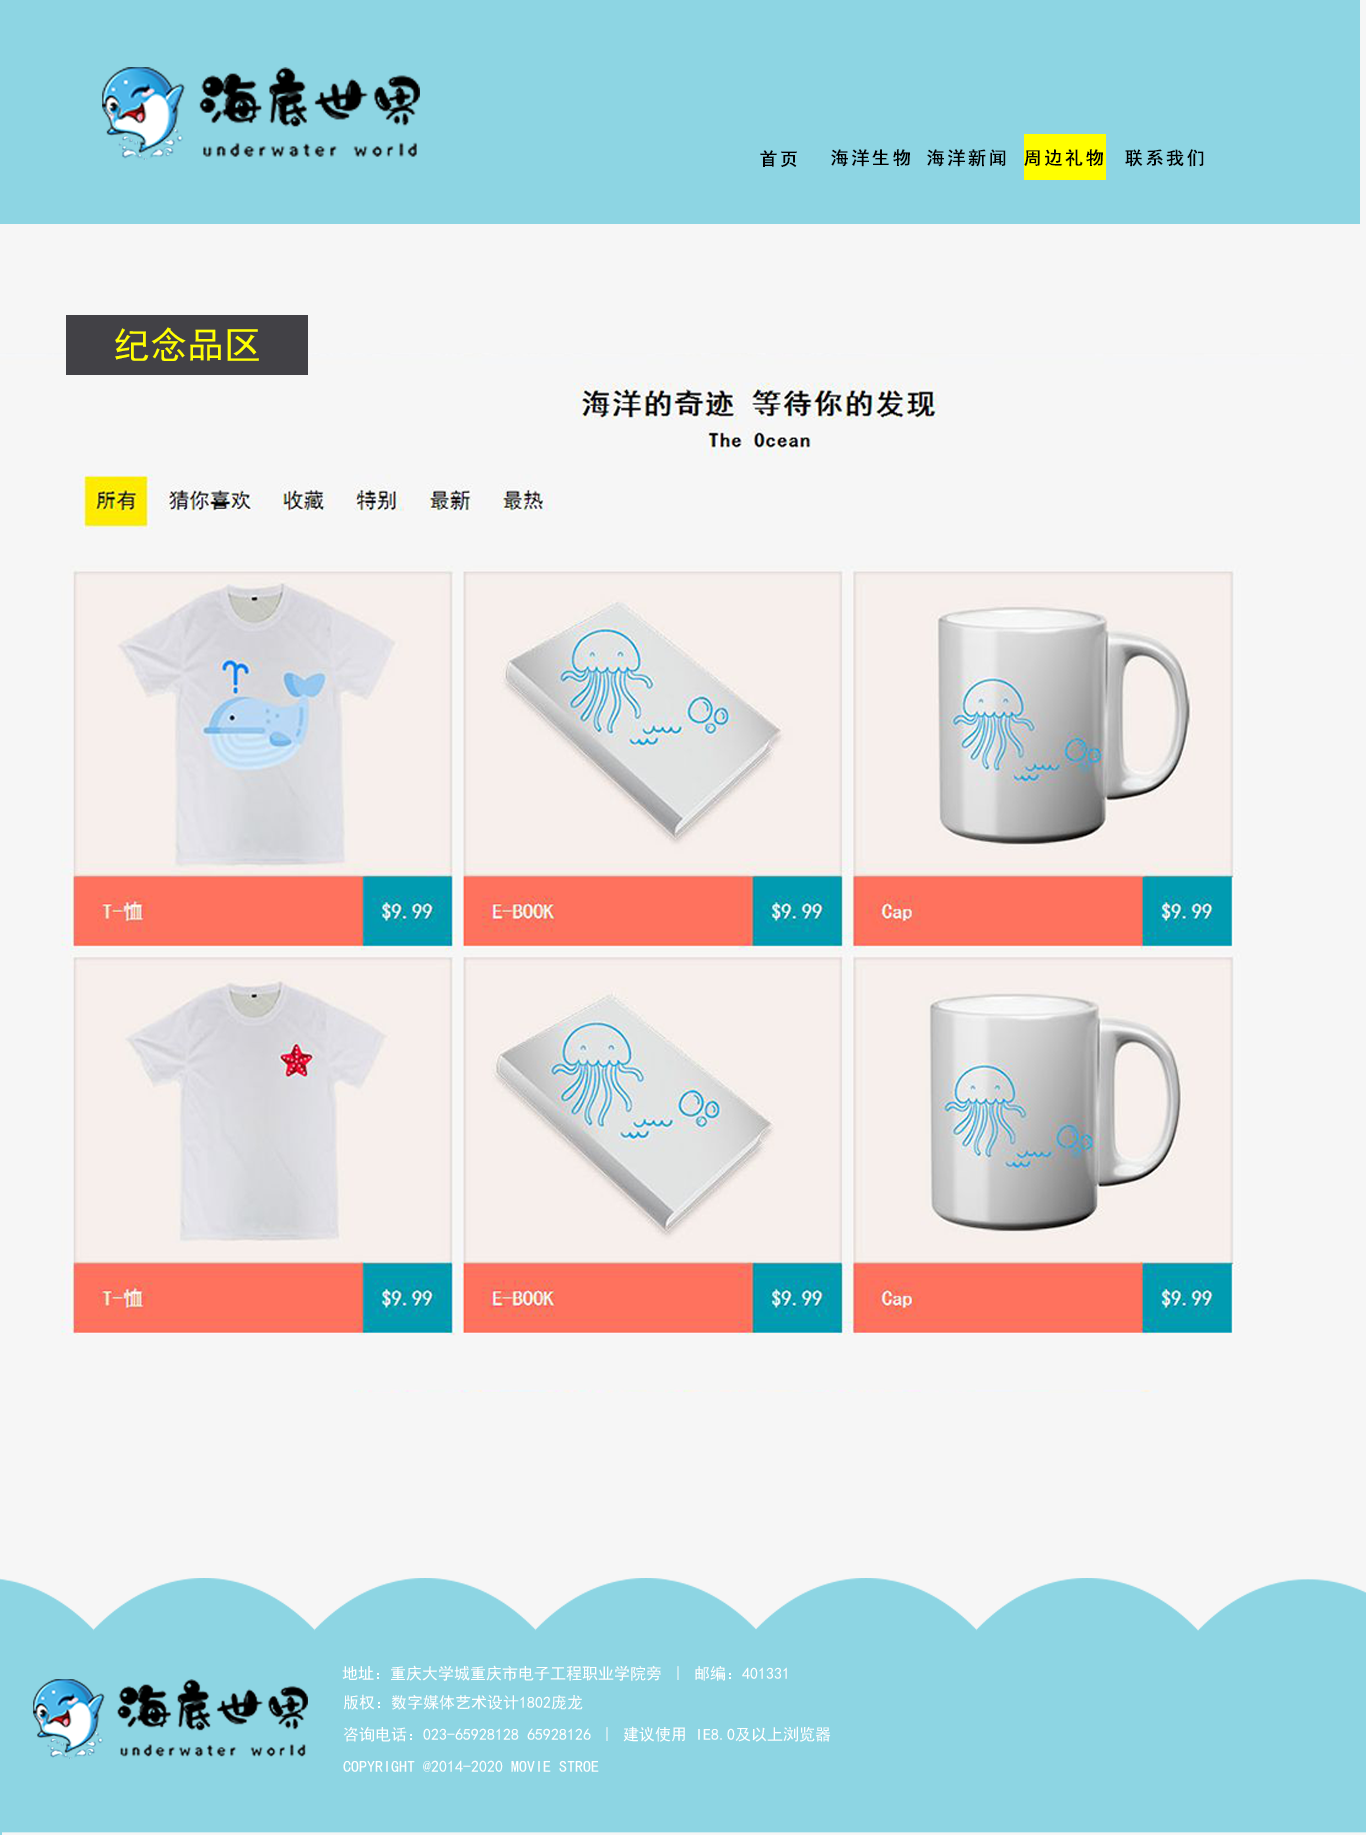 海底世界
underwater world
首页 海洋生物 海洋新闻 周边礼物 联系我们
纪念品区
海洋的奇迹 等待你的发现
The Ocean
所有 猜你喜欢 收藏 特别 最新 最热
T-恤 $9.99 E-BOOK $9.99 Cap $9.99
T-恤 $9.99 E-BOOK $9.99 Cap $9.99
地址：重庆大学城重庆市电子工程职业学院旁 | 邮编：401331
版权：数字媒体艺术设计1802庞龙
咨询电话：023-65928128 65928126 | 建议使用 IE8.0及以上浏览器
COPYRIGHT @2014-2020 MOVIE STROE
海底世界
underwater world